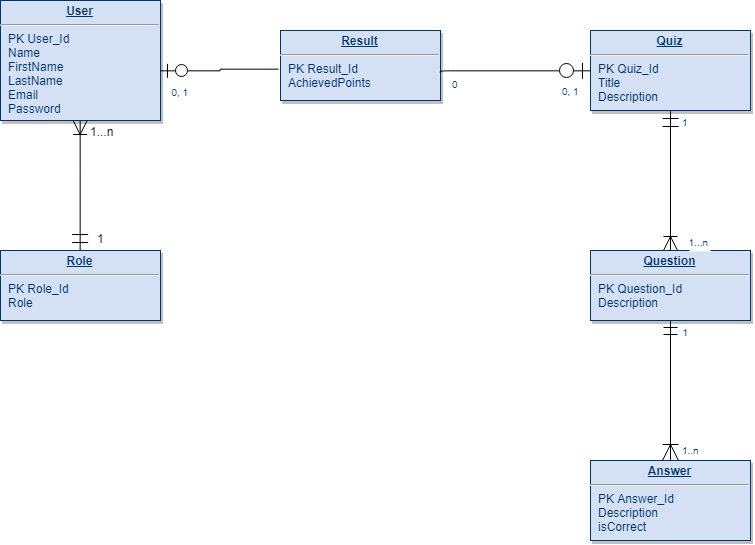 User
PK User_Id
Name
FirstName
LastName
Email
Password
0, 1
1...n
1
Role
PK Role_Id
Role
Result
PK Result_Id
AchievedPoints
0
0, 1
Quiz
PK Quiz_Id
Title
Description
1
1...n
Question
PK Question_Id
Description
1
1..n
Answer
PK Answer_Id
Description
isCorrect